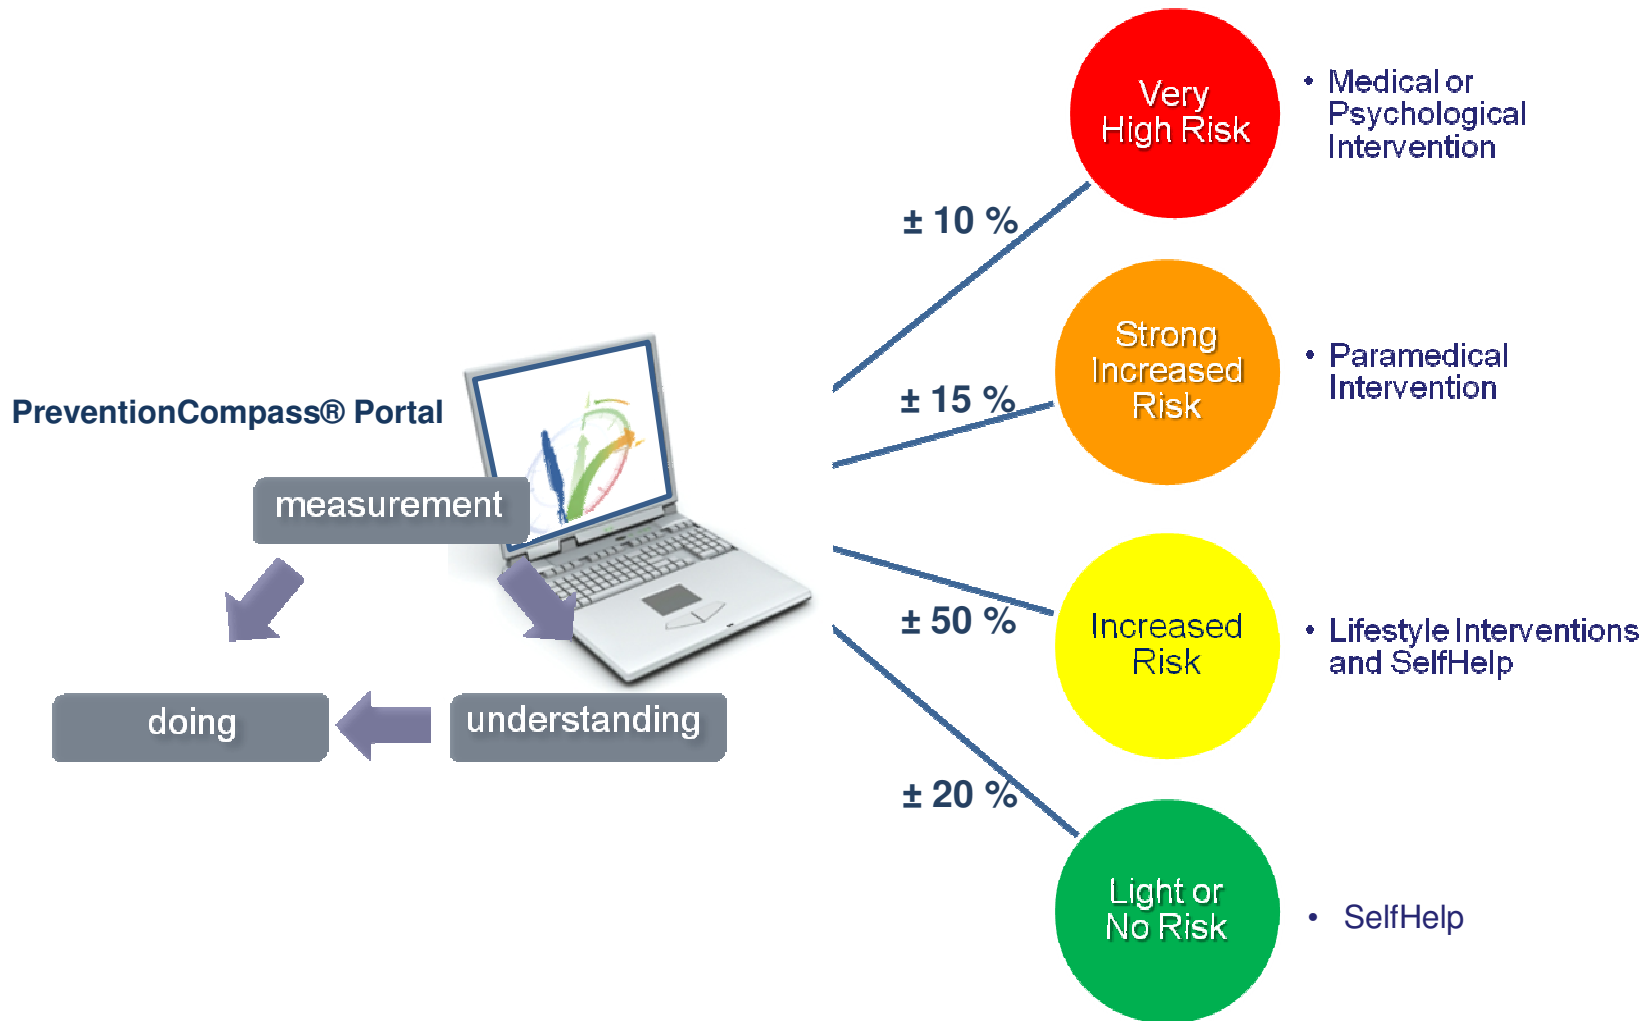 Very
High Risk
• Medical or
Psychological
Intervention
± 10 %
Strong
Increased
Risk
• Paramedical
Intervention
± 15 %
PreventionCompass® Portal
measurement
doing
understanding
± 50 %
Increased
Risk
• Lifestyle Interventions
and SelfHelp
± 20 %
Light or
No Risk
• SelfHelp